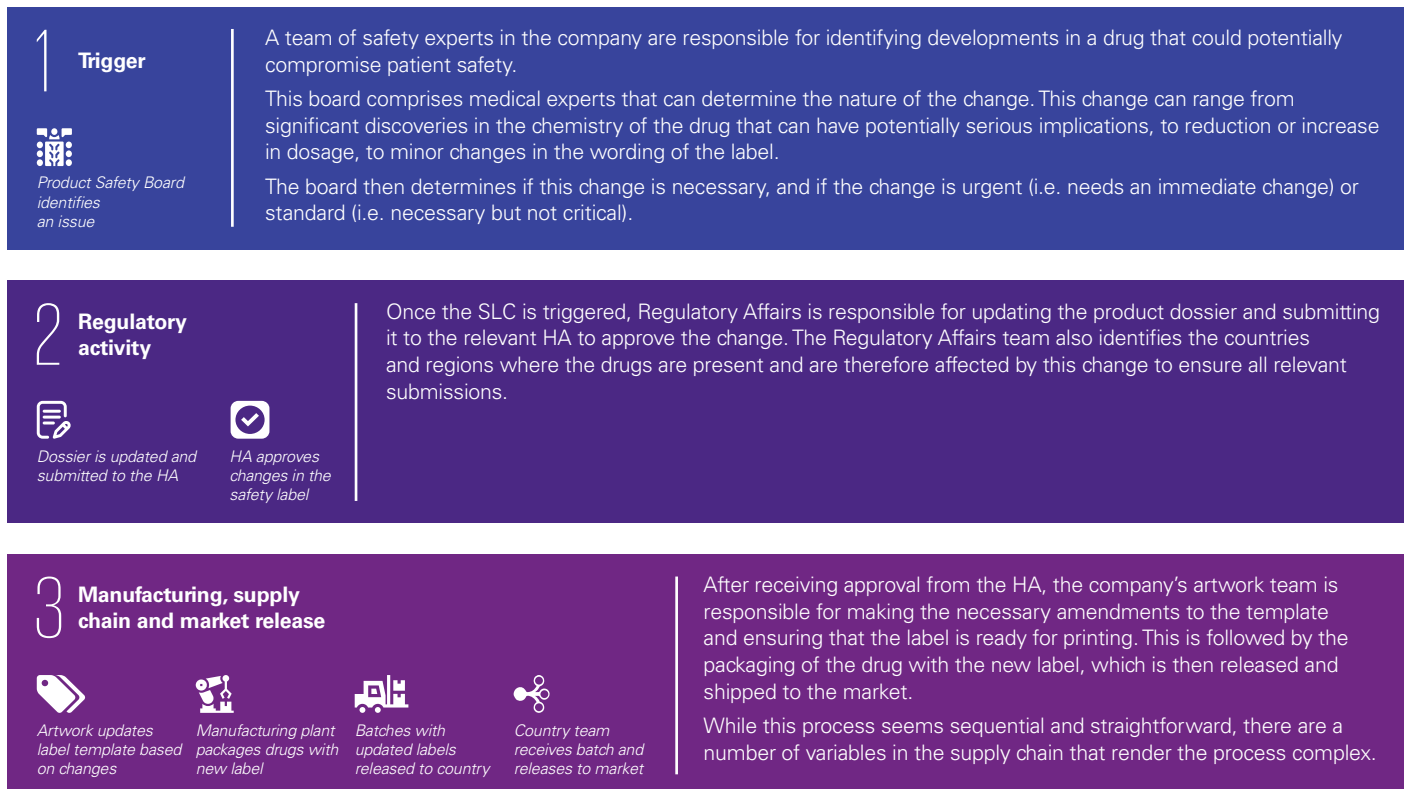 1
Trigger
Product Safety Board
identifies
an issue
A team of safety experts in the company are responsible for identifying developments in a drug that could potentially
compromise patient safety.
This board comprises medical experts that can determine the nature of the change. This change can range from
significant discoveries in the chemistry of the drug that can have potentially serious implications, to reduction or increase
in dosage, to minor changes in the wording of the label.
The board then determines if this change is necessary, and if the change is urgent (i.e. needs an immediate change) or
standard (i.e. necessary but not critical).
2
Regulatory
activity
Dossier is updated and
submitted to the HA
HA approves
changes in the
safety label
Once the SLC is triggered, Regulatory Affairs is responsible for updating the product dossier and submitting
it to the relevant HA to approve the change. The Regulatory Affairs team also identifies the countries
and regions where the drugs are present and are therefore affected by this change to ensure all relevant
submissions.
3
Manufacturing, supply
chain and market release
Artwork updates
label template based
on changes
Manufacturing plant
packages drugs with
new label
Batches with
updated labels
released to country
Country team
receives batch and
releases to market
After receiving approval from the HA, the company's artwork team is
responsible for making the necessary amendments to the template
and ensuring that the label is ready for printing. This is followed by the
packaging of the drug with the new label, which is then released and
shipped to the market.
While this process seems sequential and straightforward, there are a
number of variables in the supply chain that render the process complex.